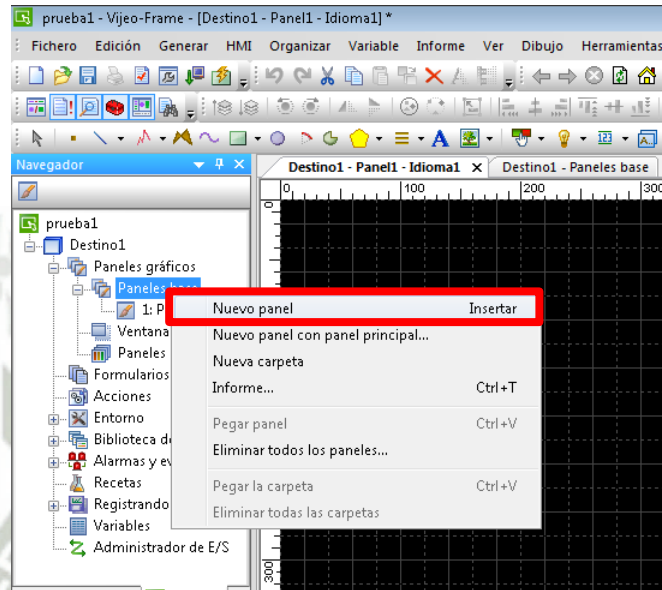 prueba1 - Vijeo-Frame - [Destino1 - Panel1 - Idioma1] *
Fichero Edición Generar HMI Organizar Variable Informe Ver Dibujo Herramientas
Navegador
Destino1 - Panel1 - Idioma1 Destino1 - Paneles base
0 100 200 300
prueba1
Destino1
Paneles gráficos
Paneles base
1: P
Nuevo panel Insertar
Ventana
Nuevo panel con panel principal...
Paneles
Nueva carpeta
Formularios
Informe... Ctrl+T
Acciones
Entorno
Pegar panel Ctrl+V
Biblioteca d
Eliminar todos los paneles...
Alarmas y ev
Recetas
Pegar la carpeta Ctrl+V
Registrando
Eliminar todas las carpetas
Variables
Administrador de E/S
0
300